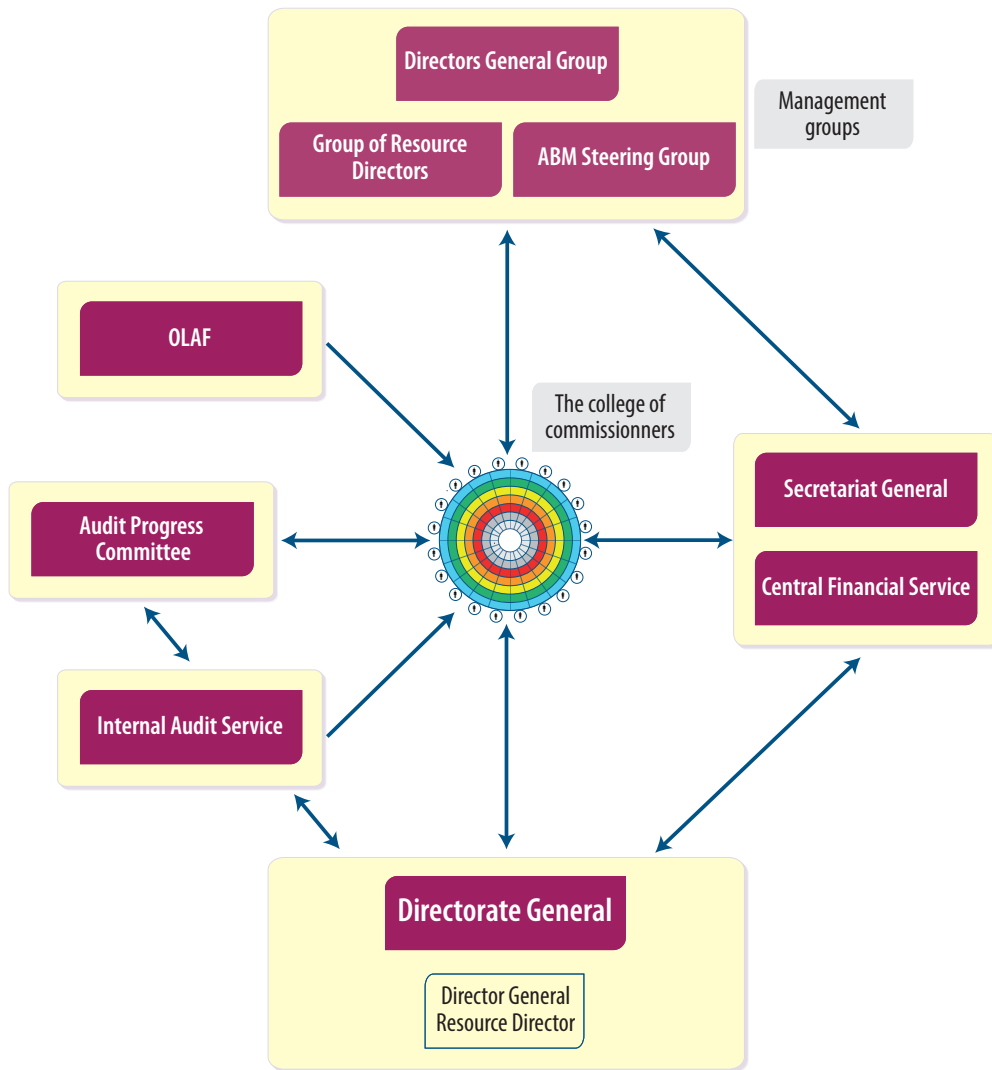 Directors General Group
Group of Resource
Directors
ABM Steering Group
Management
groups
OLAF
The college of
commissionners
Secretariat General
Central Financial Service
Audit Progress
Committee
Internal Audit Service
Directorate General
Director General
Resource Director